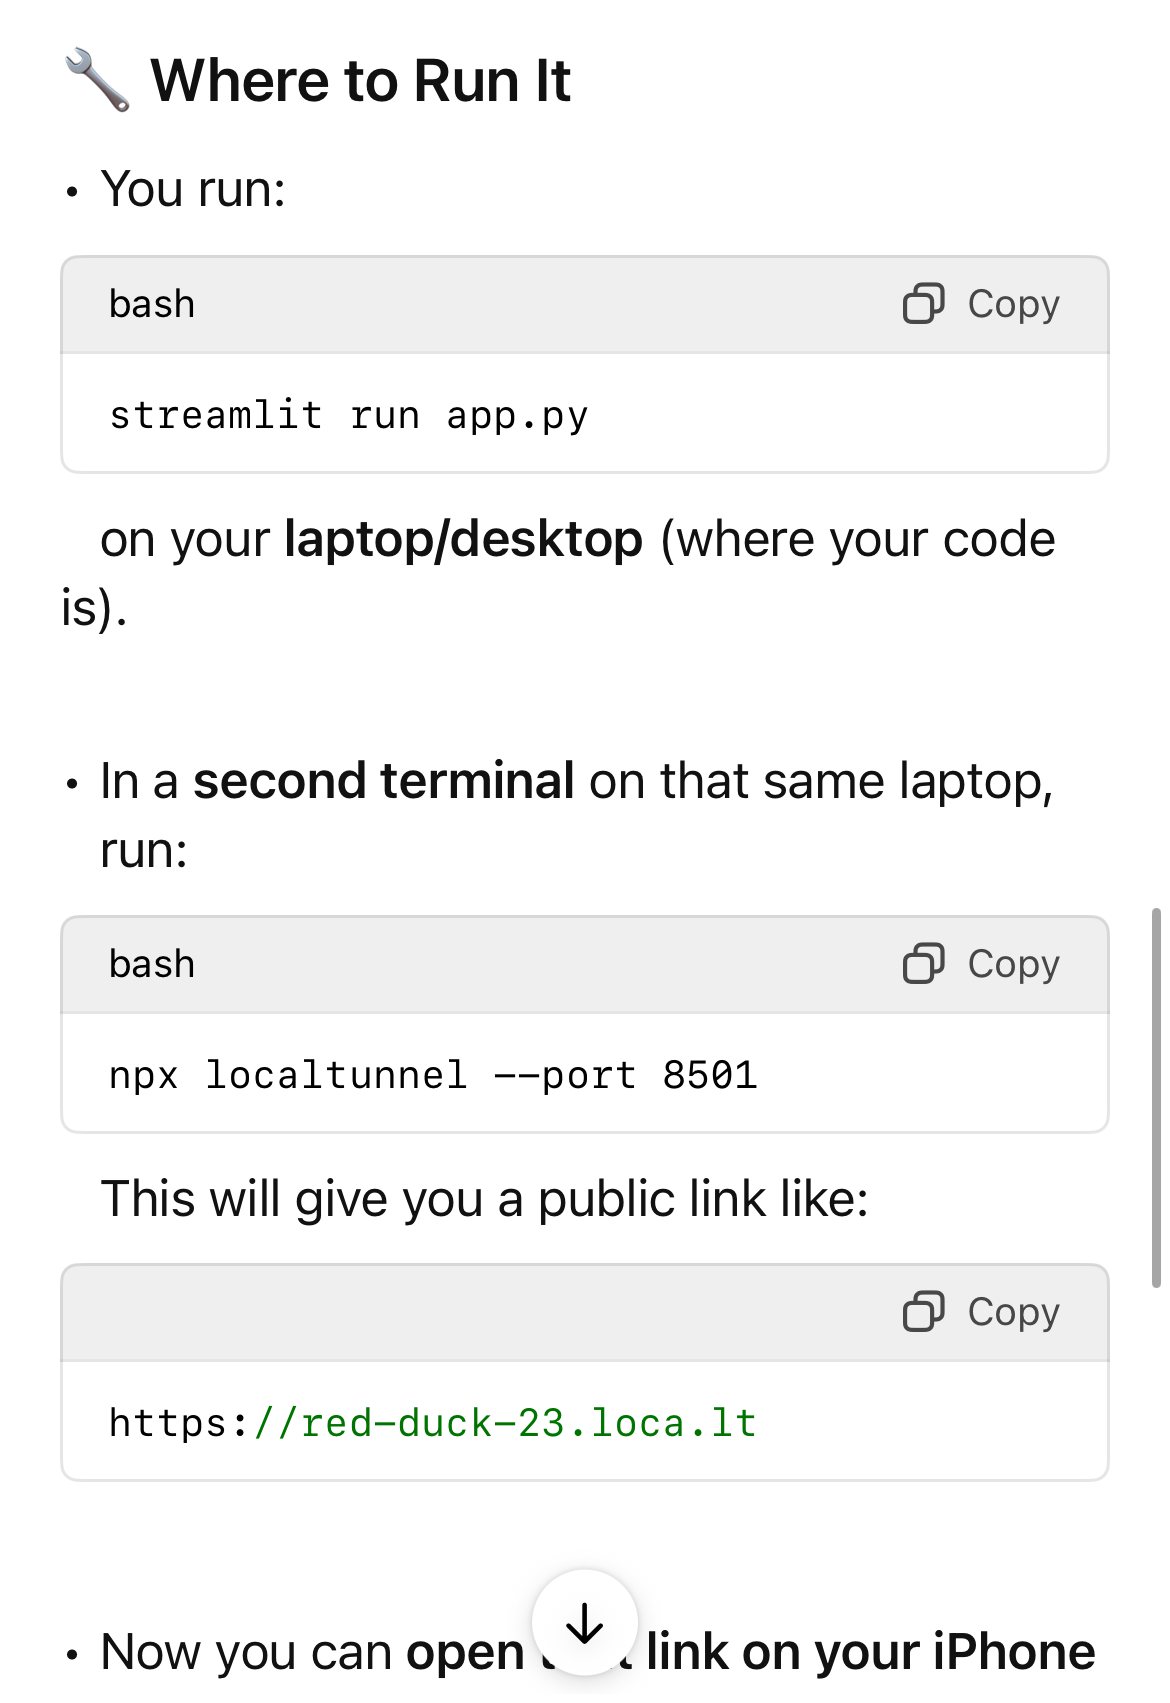 🔧 Where to Run It
• You run:
bash Copy
streamlit run app.py
on your laptop/desktop (where your code
is).
• In a second terminal on that same laptop,
run:
bash Copy
npx localtunnel --port 8501
This will give you a public link like:
Copy
https://red-duck-23.loca.lt
• Now you can open link on your iPhone